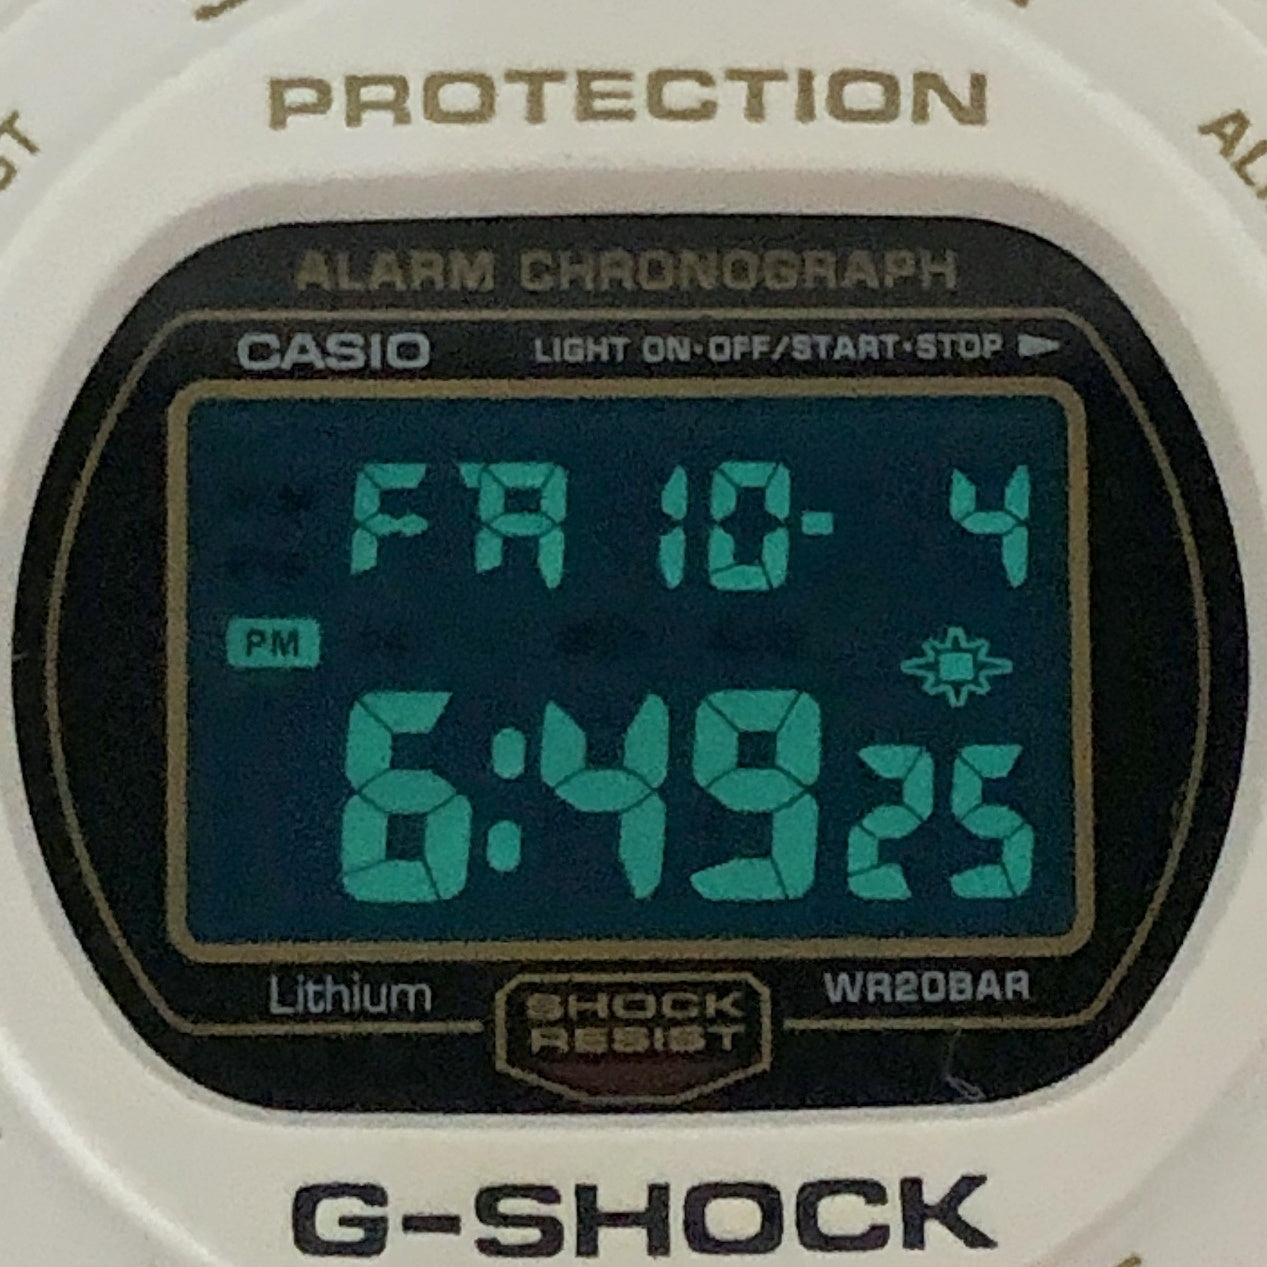 PROTECTION
ALARM CHRONOGRAPH
CASIO LIGHT ON·OFF/START·STOP
FR 10- 4
PM
6:49 25
Lithium SHOCK RESIST WR20BAR
G-SHOCK